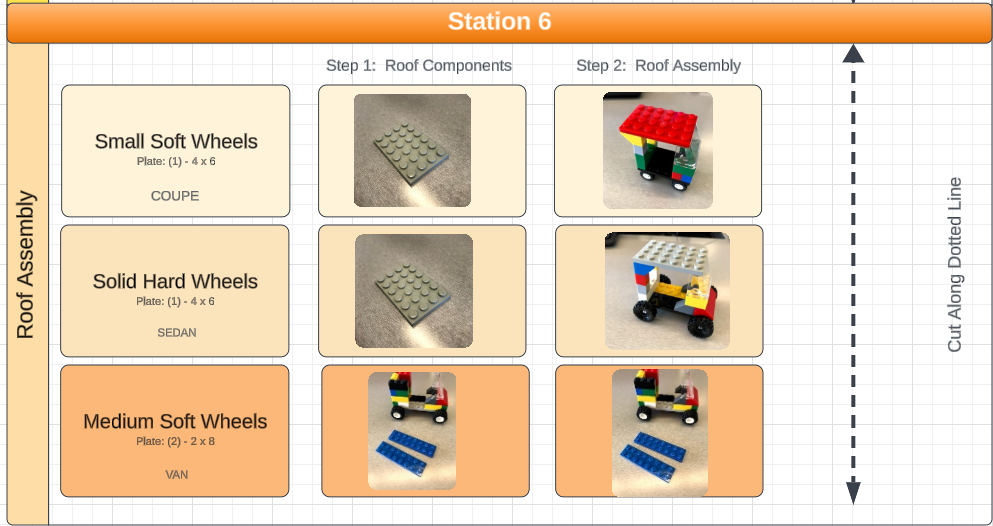 Station 6
Step 1: Roof Components
Step 2: Roof Assembly
Roof Assembly
Small Soft Wheels
Plate: (1) - 4 x 6
COUPE
Solid Hard Wheels
Plate: (1) - 4 x 6
SEDAN
Medium Soft Wheels
Plate: (2) - 2 x 8
VAN
Cut Along Dotted Line